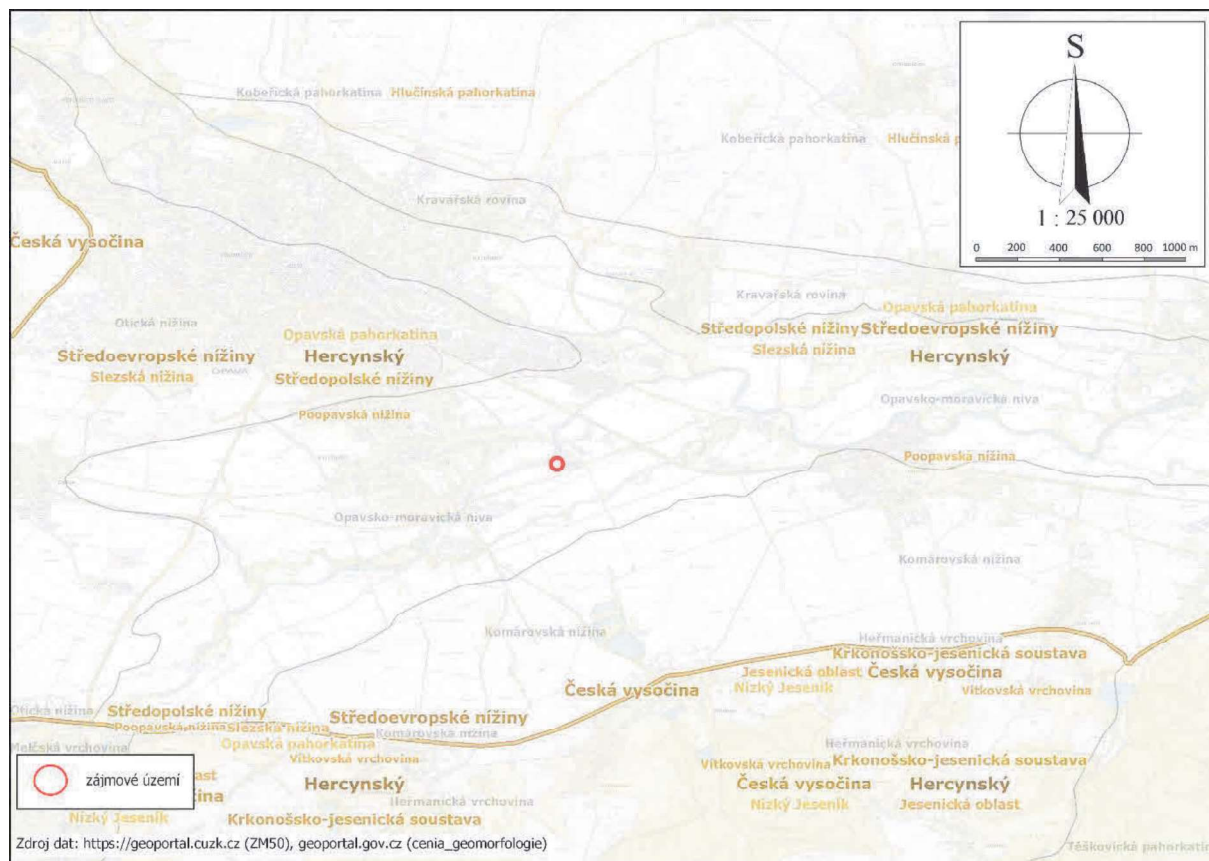 Kobeřická pahorkatina Hlučínská pahorkatina
S
Kobeřická pahorkatina
1 : 25 000
0 200 400 600 800 1000 m
Kravařská rovina
Česká vysočina
Kravařská rovina
Opavská pahorkatina
Otická nížina
Opavská pahorkatina
Středopolské nížiny Středoevropské nížiny
Středoevropské nížiny
Hercynský
Slezská nížina
Hercynský
Slezská nížina
Středopolské nížiny
Opavsko-moravická niva
Poopavská nížina
Poopavská nížina
Opavsko-moravická niva
Komárovská nížina
Komárovská nížina
Heřmanická vrchovina
Krkonošsko-jesenická soustava
Jesenická oblast Česká vysočina
Česká vysočina
Nízký Jeseník
Vítkovská vrchovina
Otická nížina
Středopolské nížiny
Středoevropské nížiny
Poopavská nížina Slezská nížina
Komárovská nížina
Melčská vrchovina
Opavská pahorkatina
Heřmanická vrchovina
Vítkovská vrchovina
Vítkovská vrchovina Krkonošsko-jesenická soustava
zájmové území
Hercynský
Česká vysočina
Hercynský
Heřmanická vrchovina
Nízký Jeseník
Jesenická oblast
Nízký Jeseník
Krkonošsko-jesenická soustava
Zdroj dat: https://geoportal.cuzk.cz (ZM50), geoportal.gov.cz (cenia_geomorfologie)